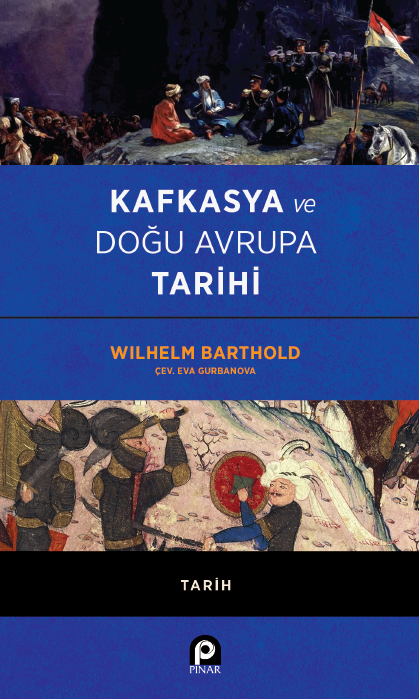 KAFKASYA ve
DOĞU AVRUPA
TARİHİ
WILHELM BARTHOLD
ÇEV. EVA GURBANOVA
TARİH
PINAR